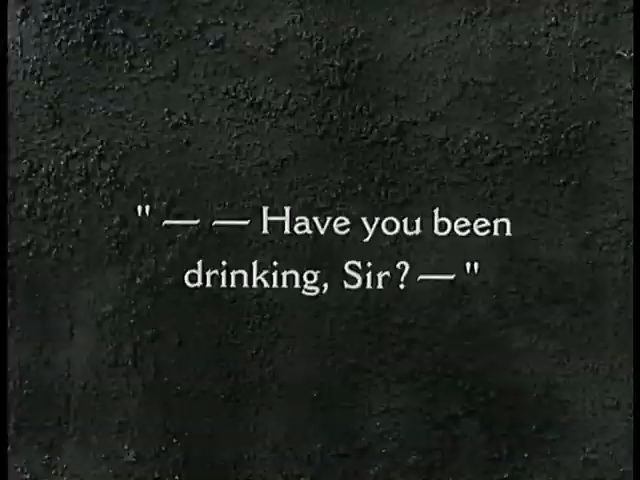 "— — Have you been
drinking, Sir?—"